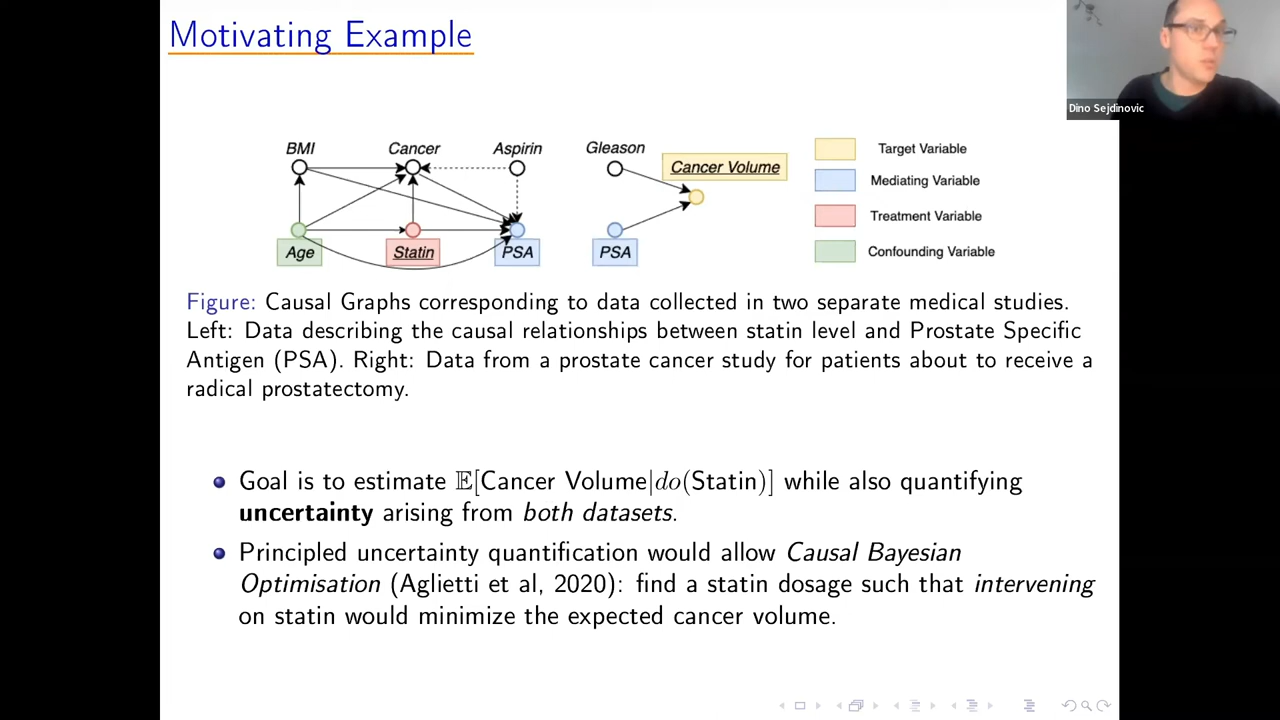 Motivating Example
Dino Sejdinovic
BMI
Cancer
Aspirin
Age
Statin
PSA
Gleason
Cancer Volume
PSA
Target Variable
Mediating Variable
Treatment Variable
Confounding Variable
Figure: Causal Graphs corresponding to data collected in two separate medical studies.
Left: Data describing the causal relationships between statin level and Prostate Specific
Antigen (PSA). Right: Data from a prostate cancer study for patients about to receive a
radical prostatectomy.
Goal is to estimate 𝔼[Cancer Volume|do(Statin)] while also quantifying
uncertainty arising from both datasets.
Principled uncertainty quantification would allow Causal Bayesian
Optimisation (Aglietti et al, 2020): find a statin dosage such that intervening
on statin would minimize the expected cancer volume.